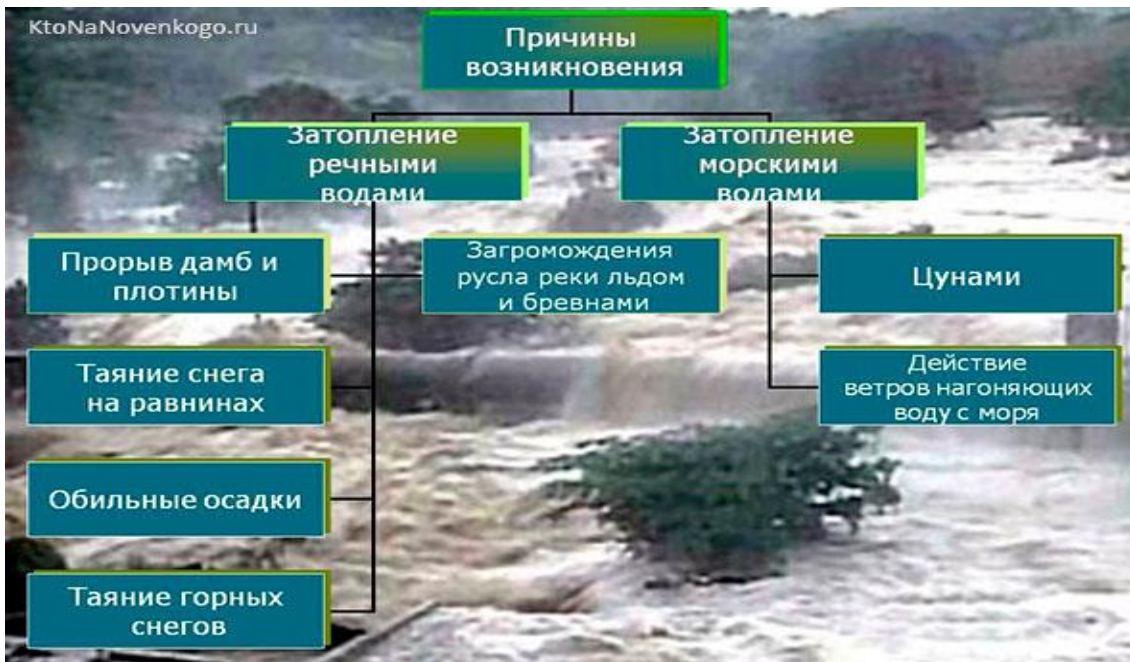 KtoNaNovenkogo.ru
Причины
возникновения
Затопление
речными
водами
Затопление
морскими
водами
Прорыв дамб и
плотины
Загромождения
русла реки льдом
и бревнами
Цунами
Таяние снега
на равнинах
Действие
ветров нагоняющих
воду с моря
Обильные осадки
Таяние горных
снегов